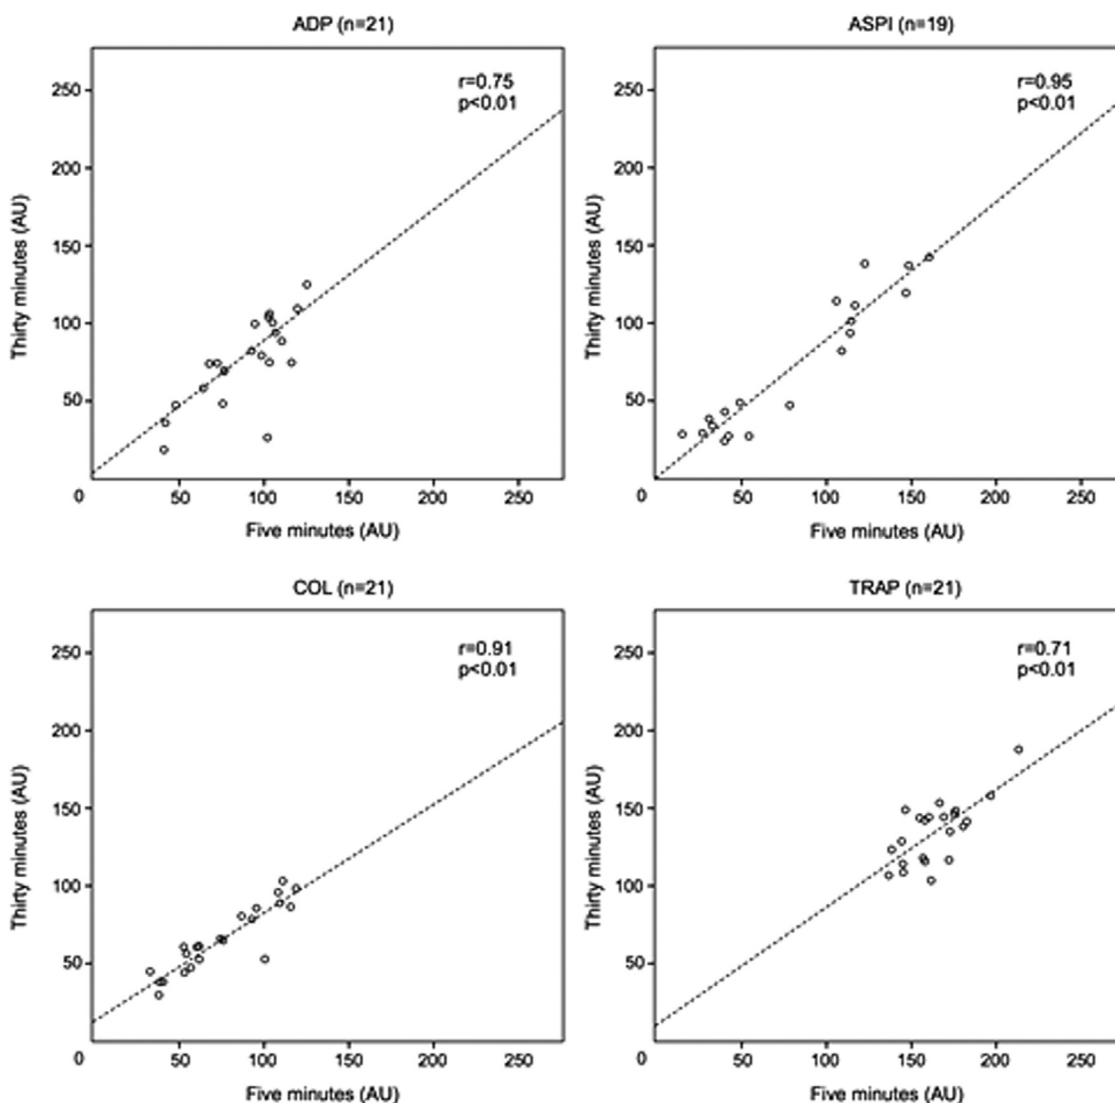 ADP (n=21)
r=0.75
p<0.01
250
200
150
100
50
0
50 100 150 200 250
Thirty minutes (AU)
Five minutes (AU)
ASPI (n=19)
r=0.95
p<0.01
250
200
150
100
50
0
50 100 150 200 250
Thirty minutes (AU)
Five minutes (AU)
COL (n=21)
r=0.91
p<0.01
250
200
150
100
50
0
50 100 150 200 250
Thirty minutes (AU)
Five minutes (AU)
TRAP (n=21)
r=0.71
p<0.01
250
200
150
100
50
0
50 100 150 200 250
Thirty minutes (AU)
Five minutes (AU)